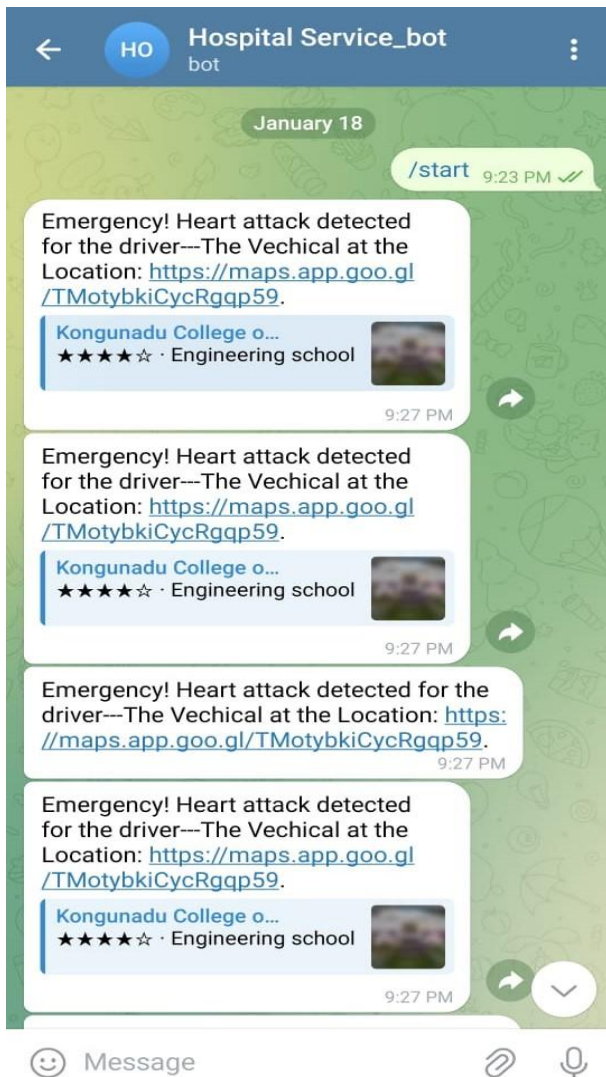 HO
Hospital Service_bot
bot
January 18
/start 9:23 PM
Emergency! Heart attack detected
for the driver---The Vechical at the
Location: https://maps.app.goo.gl
/TMotybkiCycRgqp59.
Kongunadu College o...
★★★★☆ · Engineering school
9:27 PM
Emergency! Heart attack detected
for the driver---The Vechical at the
Location: https://maps.app.goo.gl
/TMotybkiCycRgqp59.
Kongunadu College o...
★★★★☆ · Engineering school
9:27 PM
Emergency! Heart attack detected for the
driver---The Vechical at the Location: https:
//maps.app.goo.gl/TMotybkiCycRgqp59.
9:27 PM
Emergency! Heart attack detected
for the driver---The Vechical at the
Location: https://maps.app.goo.gl
/TMotybkiCycRgqp59.
Kongunadu College o...
★★★★☆ · Engineering school
9:27 PM
Message